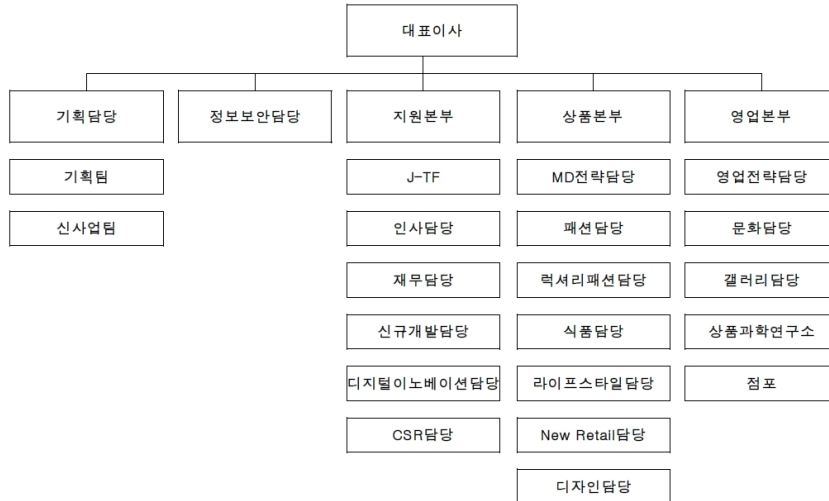 대표이사
기획담당
정보보안담당
지원본부
상품본부
영업본부
기획팀
J-TF
MD전략담당
영업전략담당
신사업팀
인사담당
패션담당
문화담당
재무담당
럭셔리패션담당
갤러리담당
신규개발담당
식품담당
상품과학연구소
디지털이노베이션담당
라이프스타일담당
점포
CSR담당
New Retail담당
디자인담당